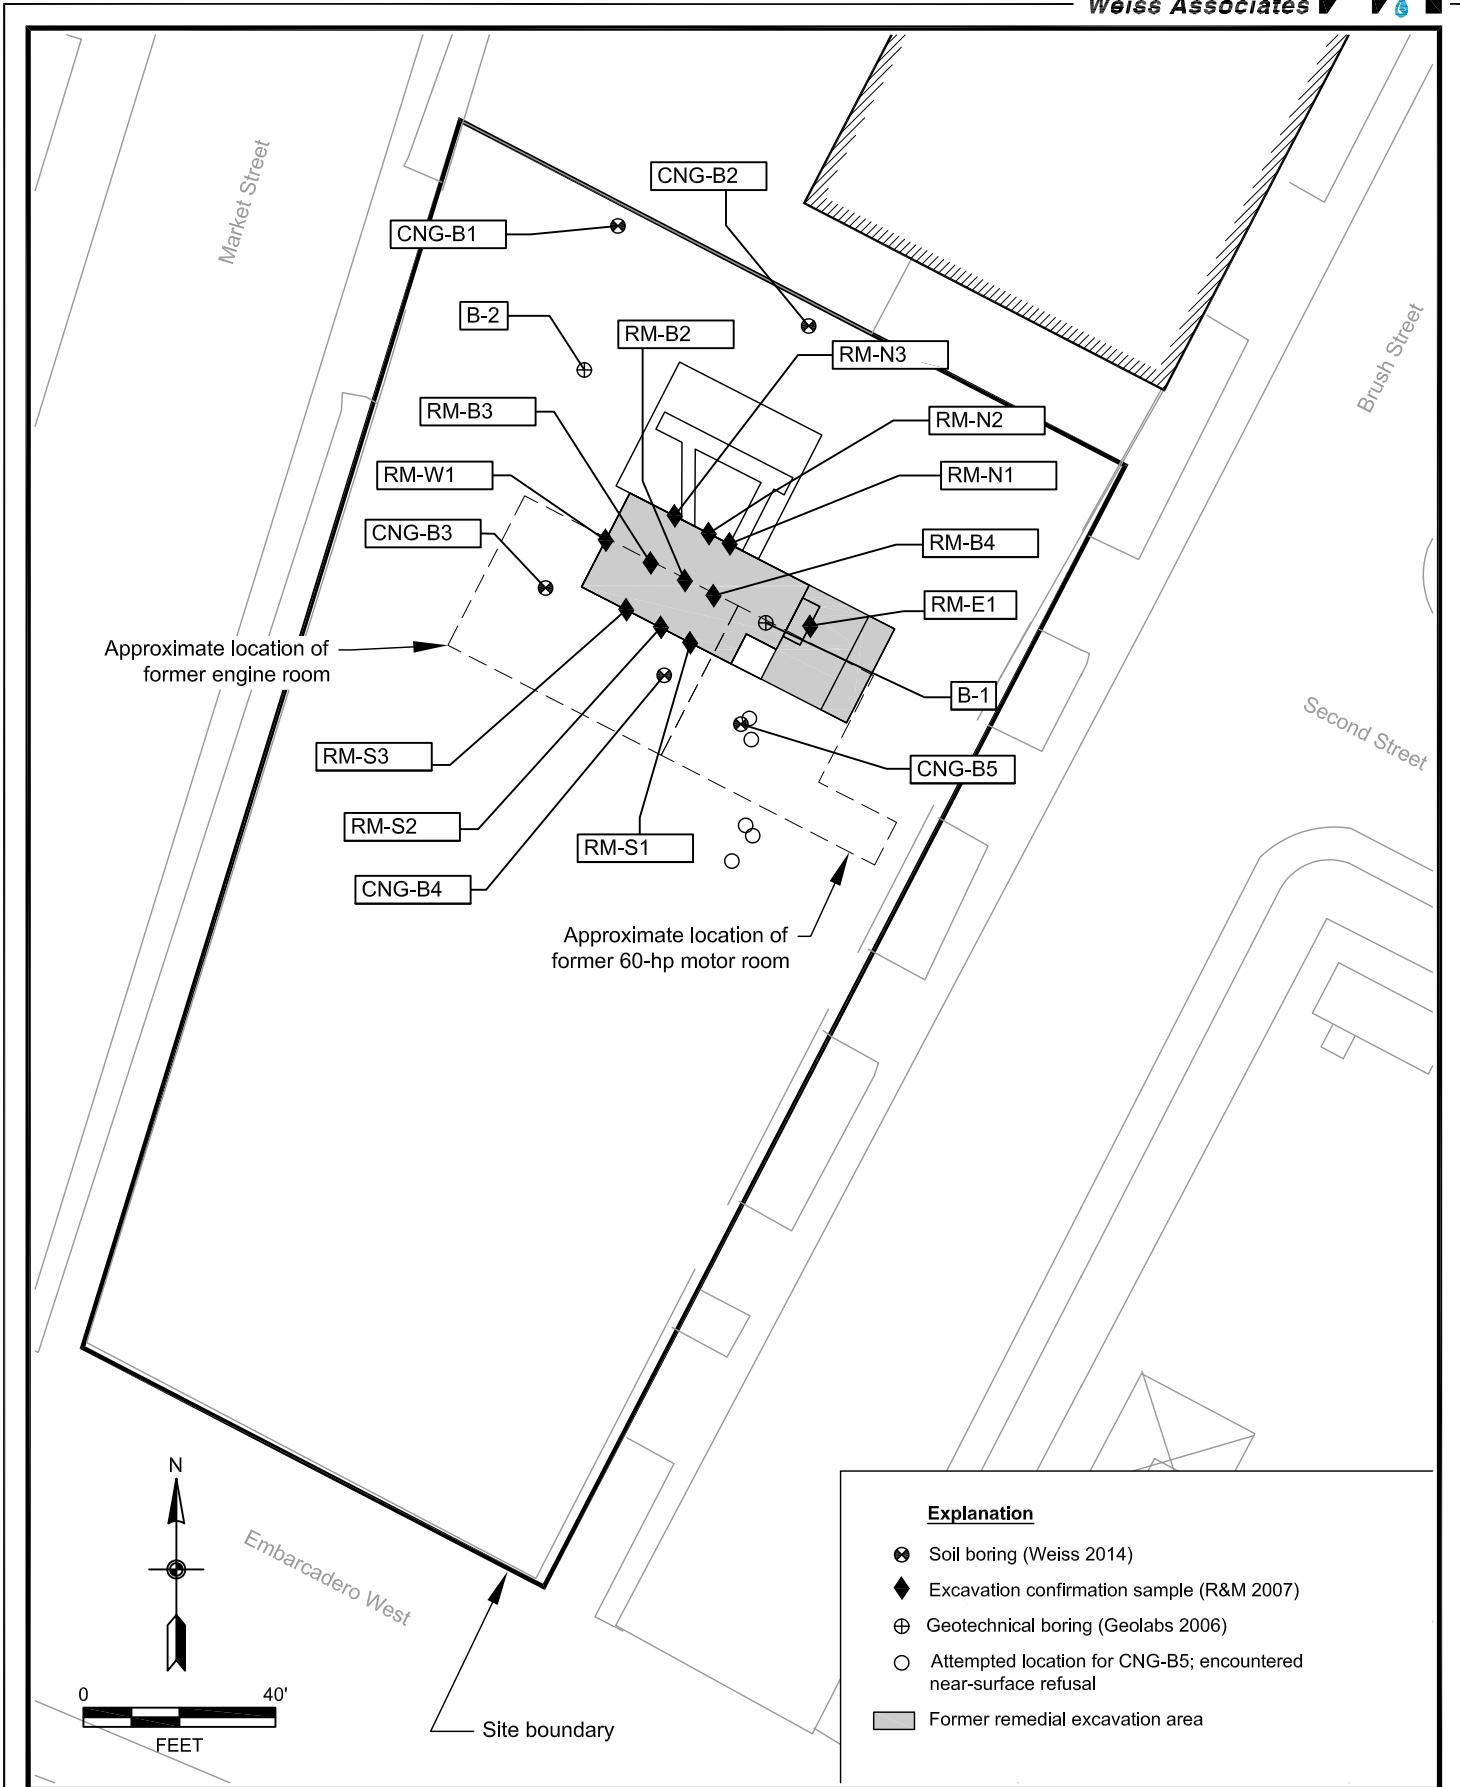 Weiss Associates
Market Street
CNG-B2
CNG-B1
B-2
RM-B2
RM-N3
Brush Street
RM-B3
RM-N2
RM-W1
RM-N1
CNG-B3
RM-B4
RM-E1
Approximate location of
former engine room
B-1
Second Street
RM-S3
CNG-B5
RM-S2
RM-S1
CNG-B4
Approximate location of
former 60-hp motor room
N
Embarcadero West
0 40'
FEET
Site boundary
Explanation
Soil boring (Weiss 2014)
Excavation confirmation sample (R&M 2007)
Geotechnical boring (Geolabs 2006)
Attempted location for CNG-B5; encountered
near-surface refusal
Former remedial excavation area